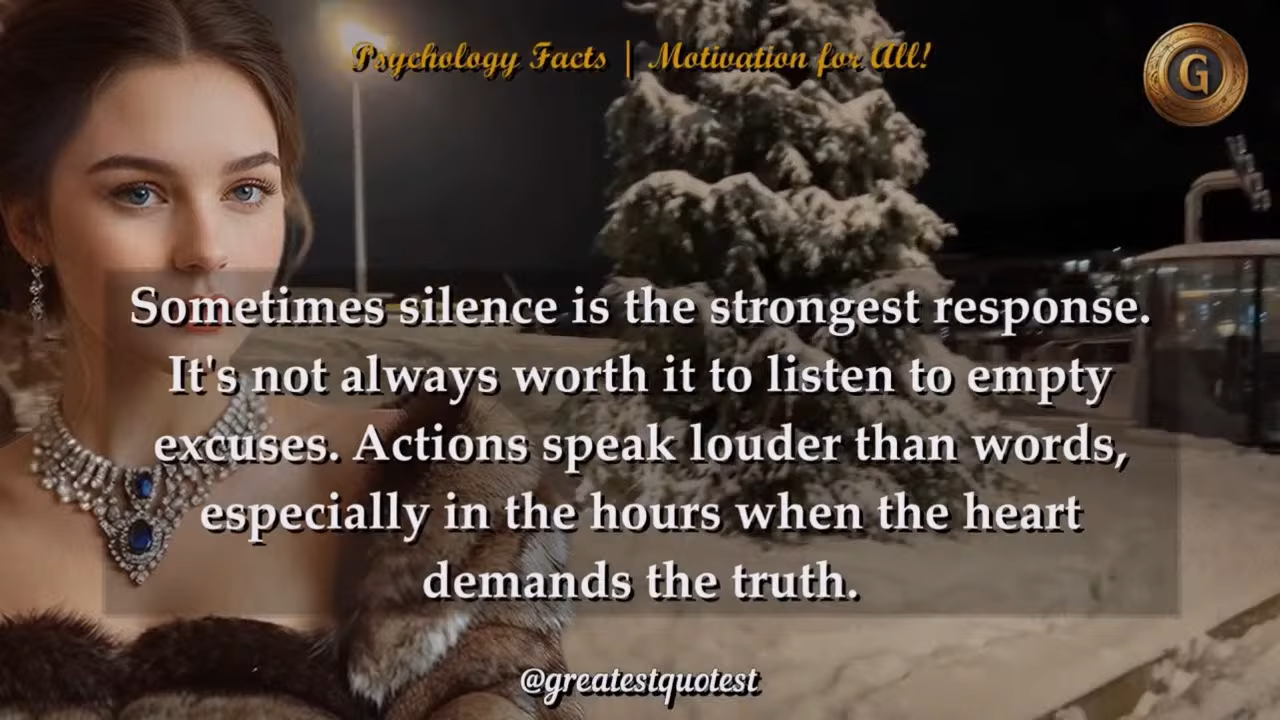 Psychology Facts | Motivation for All!
G
Sometimes silence is the strongest response.
It's not always worth it to listen to empty
excuses. Actions speak louder than words,
especially in the hours when the heart
demands the truth.
@greatestquotest